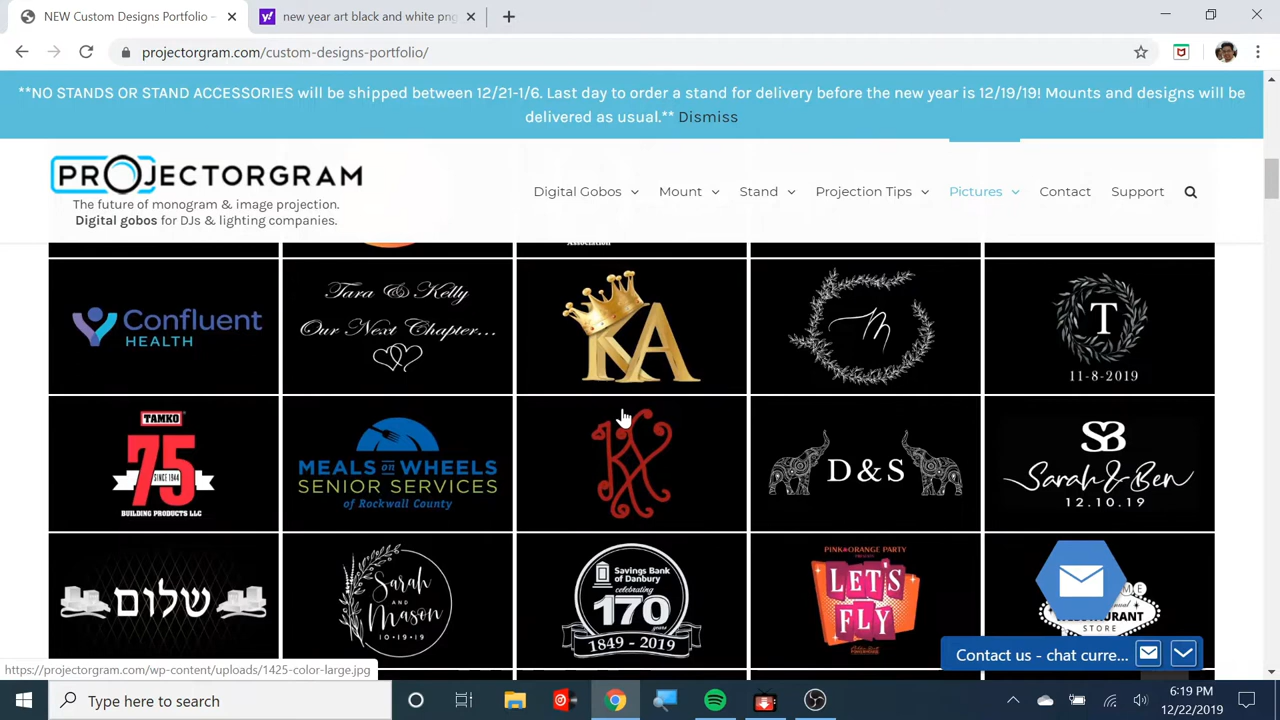 NEW Custom Designs Portfolio –
new year art black and white png
projectorgram.com/custom-designs-portfolio/
**NO STANDS OR STAND ACCESSORIES will be shipped between 12/21-1/6. Last day to order a stand for delivery before the new year is 12/19/19! Mounts and designs will be
delivered as usual.** Dismiss
PROJECTORGRAM
The future of monogram & image projection.
Digital gobos for DJs & lighting companies.
Digital Gobos
Mount
Stand
Projection Tips
Pictures
Contact
Support
Association
Confluent
HEALTH
Tara & Kelly
Our Next Chapter...
KA
M
T
11-8-2019
TAMKO
75
SINCE 1944
BUILDING PRODUCTS LLC
MEALS on WHEELS
SENIOR SERVICES
of Rockwall County
D & S
SB
Sarah & Ben
12.10.19
שלום
Sarah
AND
Mason
10•19•19
Savings Bank
of Danbury
celebrating
170
years
1849 - 2019
PINK & ORANGE PARTY
LET'S
FLY
STORE
Contact us - chat curre...
https://projectorgram.com/wp-content/uploads/1425-color-large.jpg
Type here to search
6:19 PM
12/22/2019